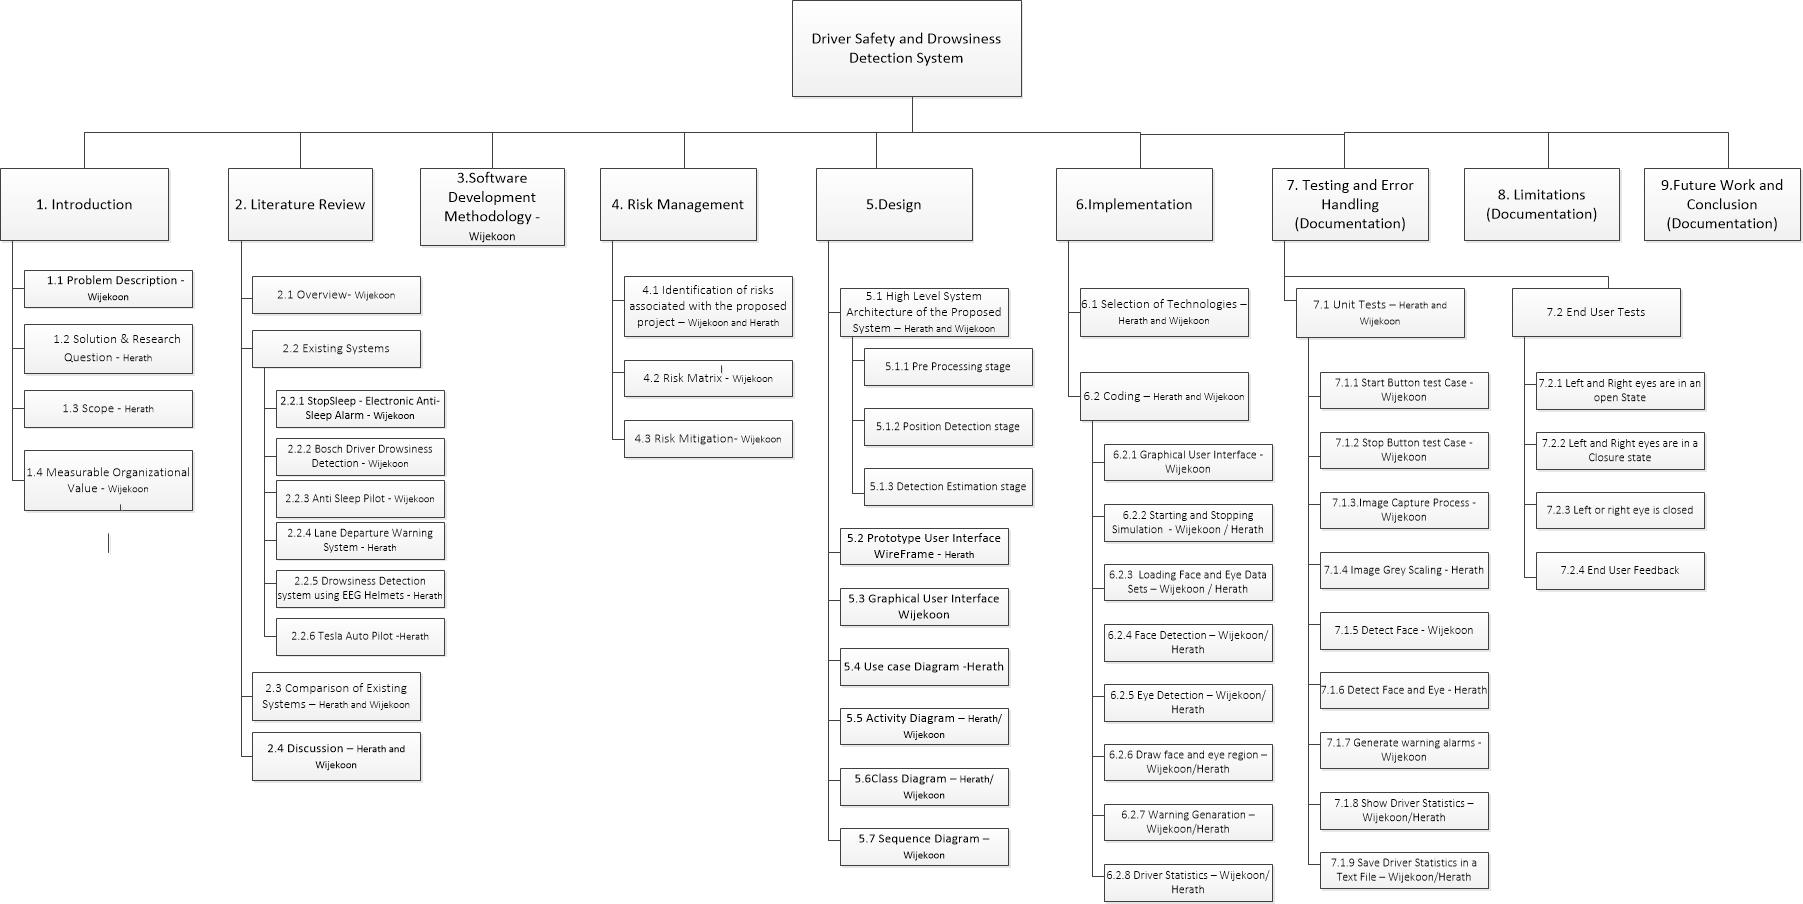 Driver Safety and Drowsiness
Detection System
1. Introduction
1.1 Problem Description -
Wijekoon
1.2 Solution & Research
Question - Herath
1.3 Scope - Herath
1.4 Measurable Organizational
Value - Wijekoon
2. Literature Review
2.1 Overview- Wijekoon
2.2 Existing Systems
2.2.1 StopSleep - Electronic Anti-
Sleep Alarm - Wijekoon
2.2.2 Bosch Driver Drowsiness
Detection - Wijekoon
2.2.3 Anti Sleep Pilot - Wijekoon
2.2.4 Lane Departure Warning
System - Herath
2.2.5 Drowsiness Detection
system using EEG Helmets - Herath
2.2.6 Tesla Auto Pilot -Herath
2.3 Comparison of Existing
Systems – Herath and Wijekoon
2.4 Discussion – Herath and
Wijekoon
3.Software
Development
Methodology -
Wijekoon
4. Risk Management
4.1 Identification of risks
associated with the proposed
project – Wijekoon and Herath
4.2 Risk Matrix - Wijekoon
4.3 Risk Mitigation- Wijekoon
5.Design
5.1 High Level System
Architecture of the Proposed
System – Herath and Wijekoon
5.1.1 Pre Processing stage
5.1.2 Position Detection stage
5.1.3 Detection Estimation stage
5.2 Prototype User Interface
WireFrame - Herath
5.3 Graphical User Interface
Wijekoon
5.4 Use case Diagram -Herath
5.5 Activity Diagram – Herath/
Wijekoon
5.6Class Diagram – Herath/
Wijekoon
5.7 Sequence Diagram –
Wijekoon
6.Implementation
6.1 Selection of Technologies –
Herath and Wijekoon
6.2 Coding – Herath and Wijekoon
6.2.1 Graphical User Interface -
Wijekoon
6.2.2 Starting and Stopping
Simulation - Wijekoon / Herath
6.2.3 Loading Face and Eye Data
Sets – Wijekoon / Herath
6.2.4 Face Detection – Wijekoon/
Herath
6.2.5 Eye Detection – Wijekoon/
Herath
6.2.6 Draw face and eye region –
Wijekoon/Herath
6.2.7 Warning Genaration –
Wijekoon/Herath
6.2.8 Driver Statistics – Wijekoon/
Herath
7. Testing and Error
Handling
(Documentation)
7.1 Unit Tests – Herath and
Wijekoon
7.1.1 Start Button test Case -
Wijekoon
7.1.2 Stop Button test Case -
Wijekoon
7.1.3.Image Capture Process -
Wijekoon
7.1.4 Image Grey Scaling - Herath
7.1.5 Detect Face - Wijekoon
7.1.6 Detect Face and Eye - Herath
7.1.7 Generate warning alarms -
Wijekoon
7.1.8 Show Driver Statistics –
Wijekoon/Herath
7.1.9 Save Driver Statistics in a
Text File – Wijekoon/Herath
7.2 End User Tests
7.2.1 Left and Right eyes are in an
open State
7.2.2 Left and Right eyes are in a
Closure state
7.2.3 Left or right eye is closed
7.2.4 End User Feedback
8. Limitations
(Documentation)
9.Future Work and
Conclusion
(Documentation)